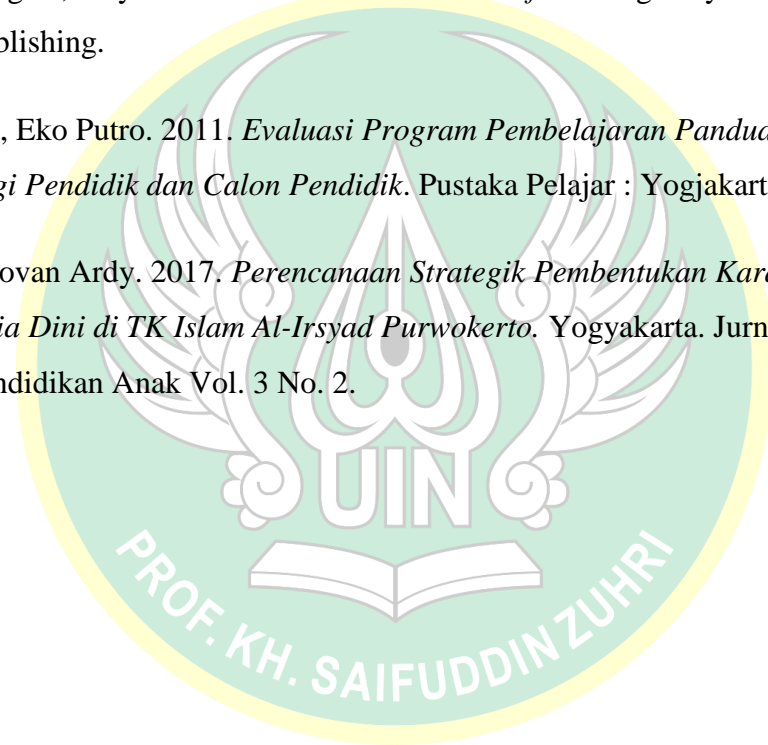 blishing.
, Eko Putro. 2011. Evaluasi Program Pembelajaran Pandua
gi Pendidik dan Calon Pendidik. Pustaka Pelajar : Yogjakart
ovan Ardy. 2017. Perencanaan Strategik Pembentukan Kara
ia Dini di TK Islam Al-Irsyad Purwokerto. Yogyakarta. Jurn
ndidikan Anak Vol. 3 No. 2.
UIN
PROF. KH. SAIFUDDIN ZUHRI